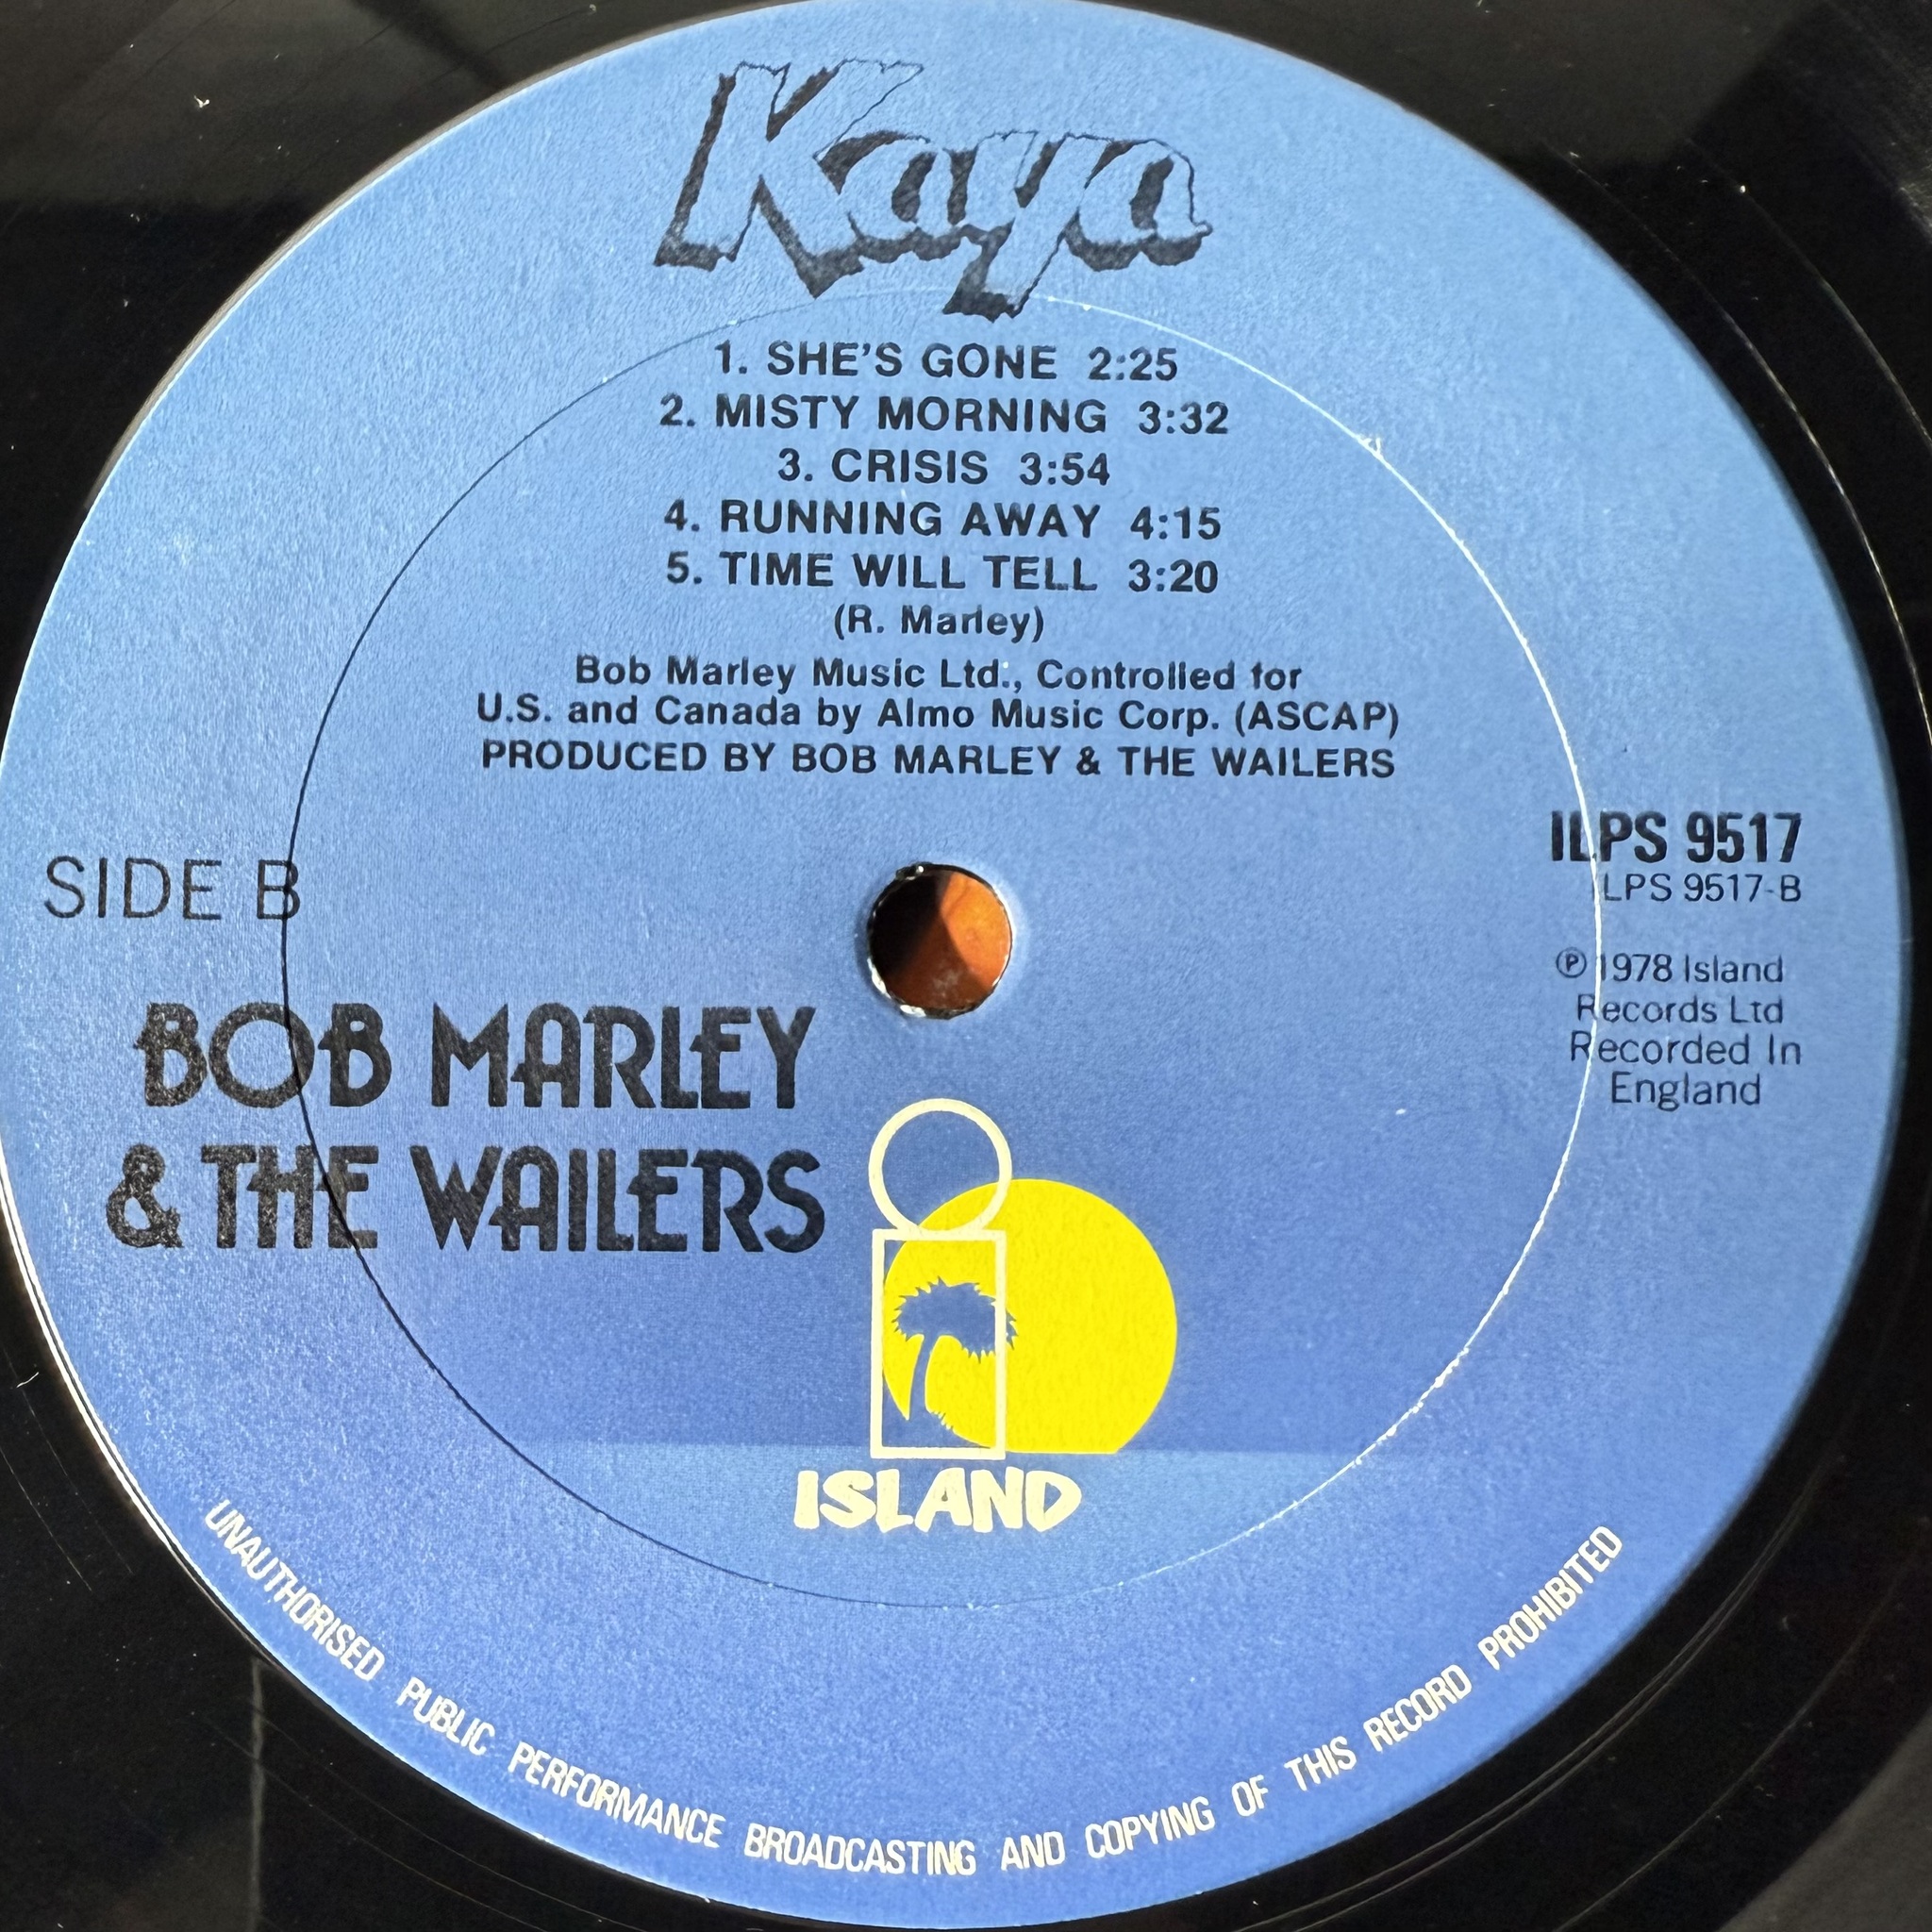 Kaya
1. SHE'S GONE 2:25
2. MISTY MORNING 3:32
3. CRISIS 3:54
4. RUNNING AWAY 4:15
5. TIME WILL TELL 3:20
(R. Marley)
Bob Marley Music Ltd., Controlled for
U.S. and Canada by Almo Music Corp. (ASCAP)
PRODUCED BY BOB MARLEY & THE WAILERS
SIDE B
ILPS 9517
ILPS 9517-B
℗ 1978 Island
Records Ltd
Recorded In
England
BOB MARLEY
& THE WAILERS
ISLAND
UNAUTHORISED PUBLIC PERFORMANCE BROADCASTING AND COPYING OF THIS RECORD PROHIBITED